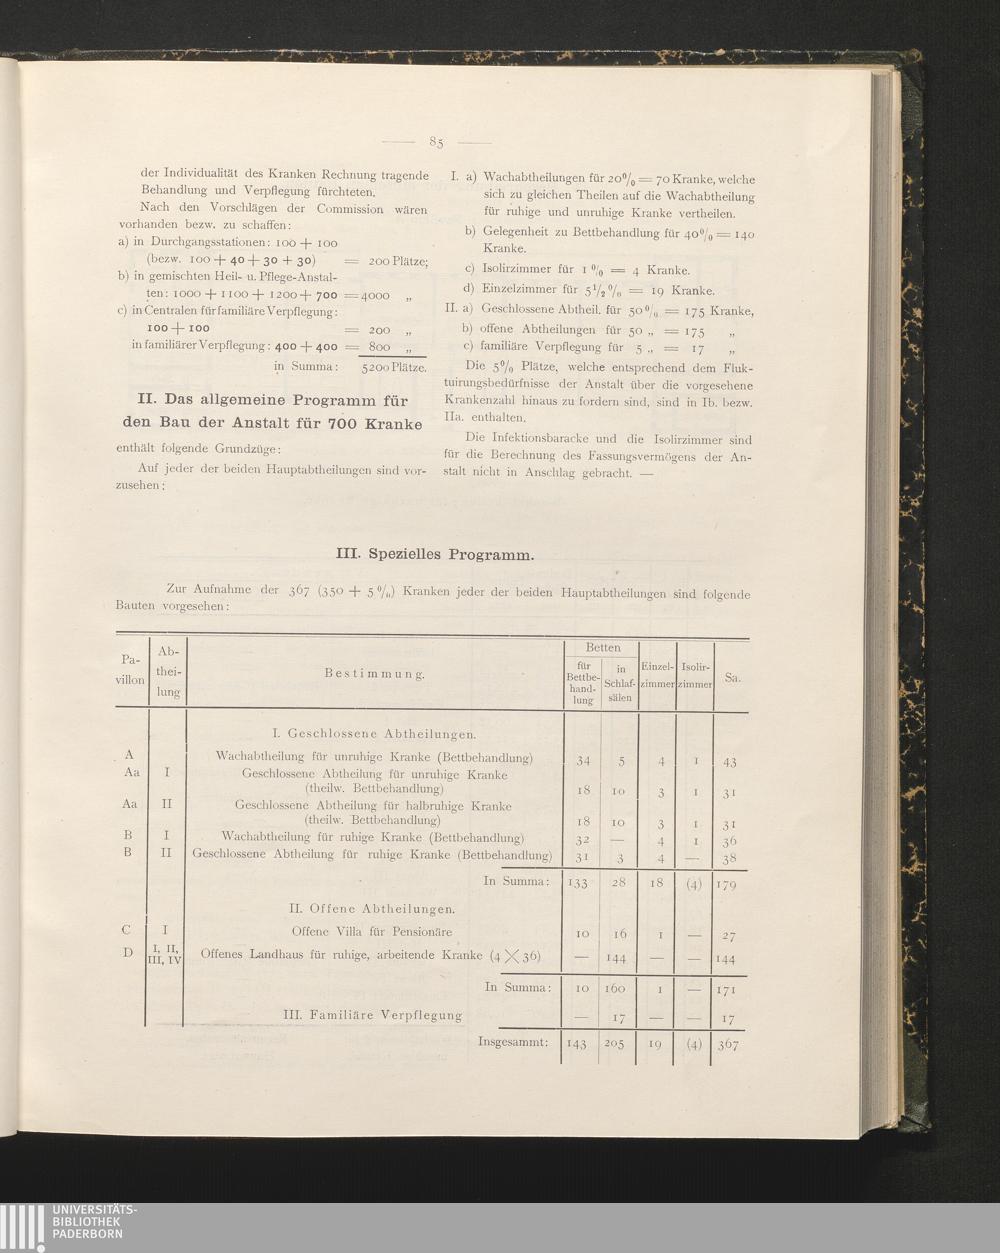 85
der Individualität des Kranken Rechnung tragende
Behandlung und Verpflegung fürchteten.
Nach den Vorschlägen der Commission wären
vorhanden bezw. zu schaffen:
a) in Durchgangsstationen: 100 + 100
(bezw. 100 + 40 + 30 + 30) = 200 Plätze;
b) in gemischten Heil- u. Pflege-Anstal-
ten: 1000 + 1100 + 1200 + 700 = 4000 „
c) in Centralen für familiäre Verpflegung:
100 + 100 = 200 „
in familiärer Verpflegung: 400 + 400 = 800 „
in Summa: 5200 Plätze.
II. Das allgemeine Programm für
den Bau der Anstalt für 700 Kranke
enthält folgende Grundzüge:
Auf jeder der beiden Hauptabtheilungen sind vor-
zusehen:
I. a) Wachabtheilungen für 20% = 70 Kranke, welche
sich zu gleichen Theilen auf die Wachabtheilung
für ruhige und unruhige Kranke vertheilen.
b) Gelegenheit zu Bettbehandlung für 40% = 140
Kranke.
c) Isolirzimmer für 1% = 4 Kranke.
d) Einzelzimmer für 5½% = 19 Kranke.
II. a) Geschlossene Abtheil. für 50% = 175 Kranke,
b) offene Abtheilungen für 50 „ = 175 „
c) familiäre Verpflegung für 5 „ = 17 „
Die 5% Plätze, welche entsprechend dem Fluk-
tuirungsbedürfnisse der Anstalt über die vorgesehene
Krankenzahl hinaus zu fordern sind, sind in Ib. bezw.
IIa. enthalten.
Die Infektionsbaracke und die Isolirzimmer sind
für die Berechnung des Fassungsvermögens der An-
stalt nicht in Anschlag gebracht. —
III. Spezielles Programm.
Zur Aufnahme der 367 (350 + 5%) Kranken jeder der beiden Hauptabtheilungen sind folgende
Bauten vorgesehen:
Pa-
villon
Ab-
thei-
lung
Bestimmung.
Betten
für
Bettbe-
hand-
lung
in
Schlaf-
sälen
Einzel-
zimmer
Isolir-
zimmer
Sa.
I. Geschlossene Abtheilungen.
A Wachabtheilung für unruhige Kranke (Bettbehandlung) 34 5 4 1 43
Aa I Geschlossene Abtheilung für unruhige Kranke
(theilw. Bettbehandlung) 18 10 3 1 31
Aa II Geschlossene Abtheilung für halbruhige Kranke
(theilw. Bettbehandlung) 18 10 3 1 31
B I Wachabtheilung für ruhige Kranke (Bettbehandlung) 32 — 4 1 36
B II Geschlossene Abtheilung für ruhige Kranke (Bettbehandlung) 31 3 4 — 38
In Summa: 133 28 18 (4) 179
II. Offene Abtheilungen.
C I Offene Villa für Pensionäre 10 16 1 — 27
D I, II,
III, IV Offenes Landhaus für ruhige, arbeitende Kranke (4 × 36) — 144 — — 144
In Summa: 10 160 1 — 171
III. Familiäre Verpflegung — 17 — — 17
Insgesammt: 143 205 19 (4) 367
UNIVERSITÄTS-
BIBLIOTHEK
PADERBORN